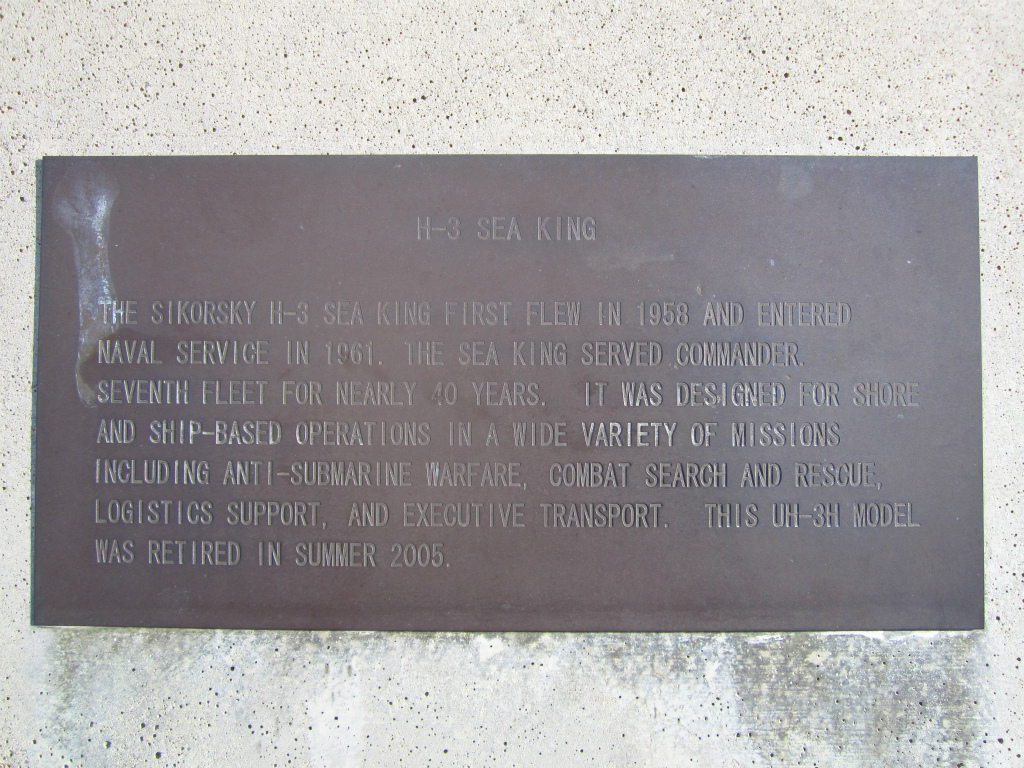 H-3 SEA KING
THE SIKORSKY H-3 SEA KING FIRST FLEW IN 1958 AND ENTERED
NAVAL SERVICE IN 1961. THE SEA KING SERVED COMMANDER.
SEVENTH FLEET FOR NEARLY 40 YEARS. IT WAS DESIGNED FOR SHORE
AND SHIP-BASED OPERATIONS IN A WIDE VARIETY OF MISSIONS
INCLUDING ANTI-SUBMARINE WARFARE, COMBAT SEARCH AND RESCUE,
LOGISTICS SUPPORT, AND EXECUTIVE TRANSPORT. THIS UH-3H MODEL
WAS RETIRED IN SUMMER 2005.